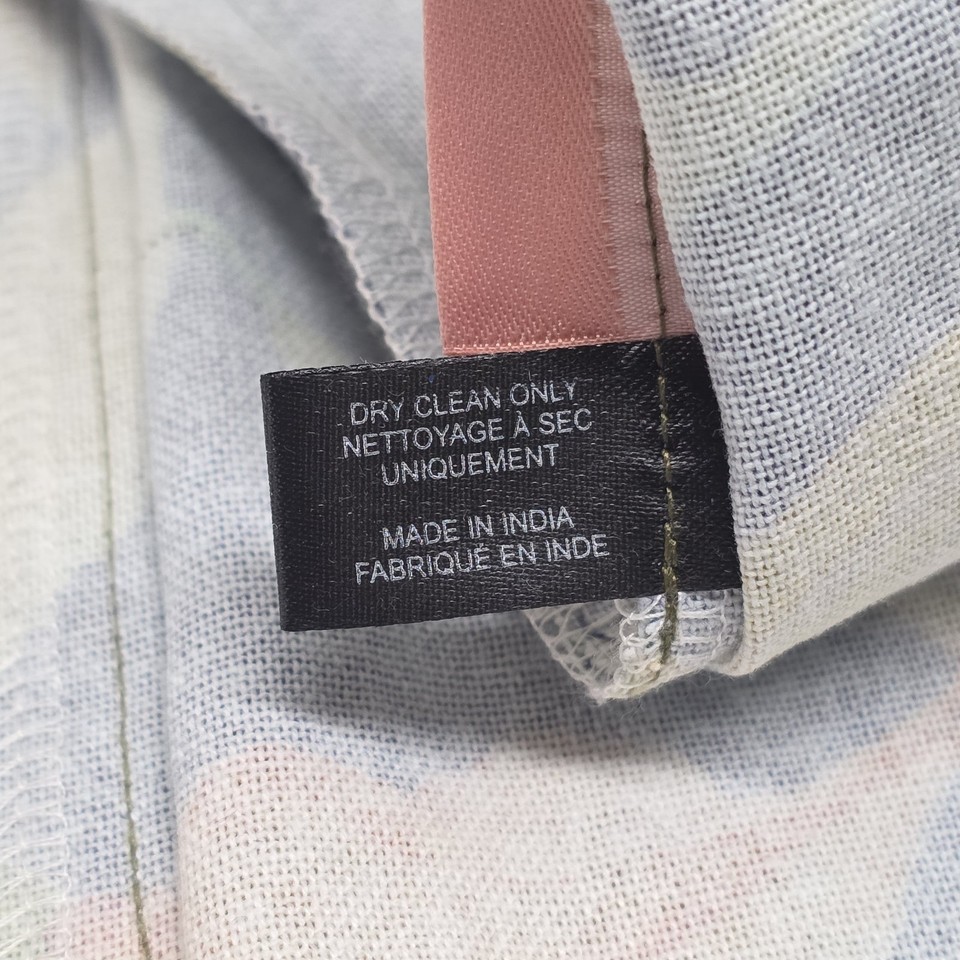 DRY CLEAN ONLY
NETTOYAGE À SEC
UNIQUEMENT
MADE IN INDIA
FABRIQUÉ EN INDE